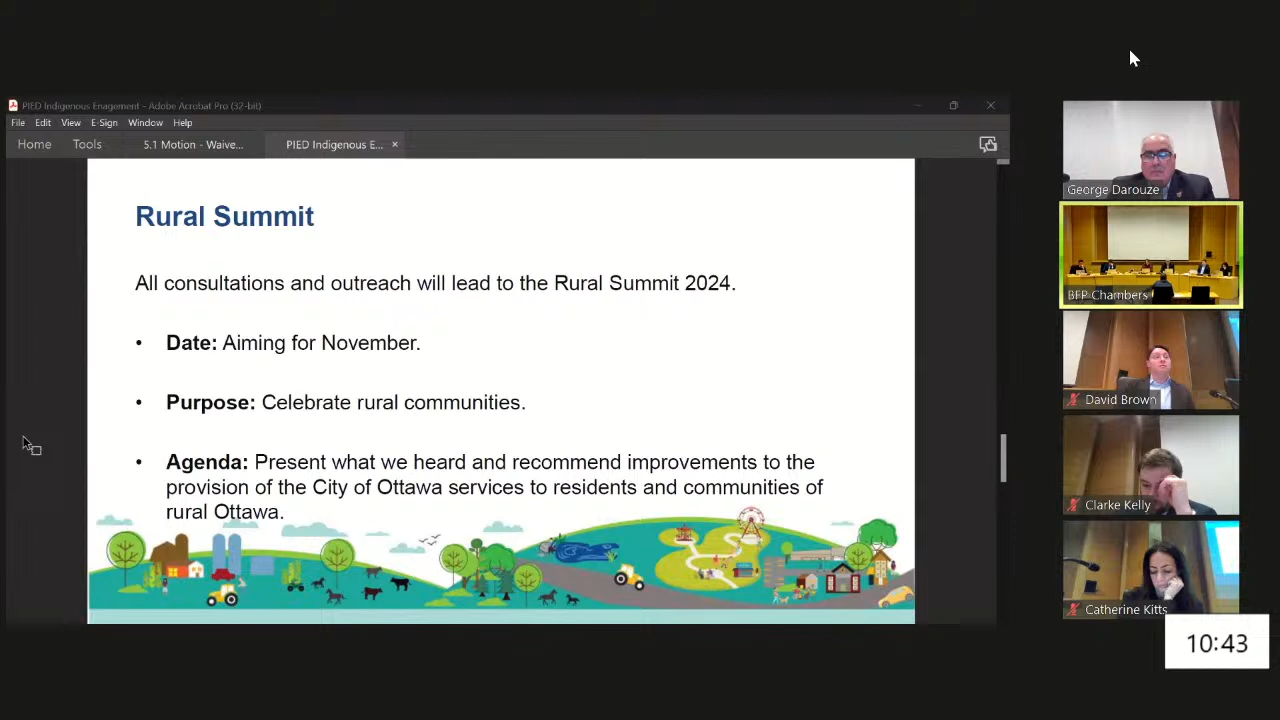 PIED Indigenous Enagement - Adobe Acrobat Pro (32-bit)
File Edit View E-Sign Window Help
Home Tools 5.1 Motion - Waive... PIED Indigenous E... ×
Rural Summit
All consultations and outreach will lead to the Rural Summit 2024.
• Date: Aiming for November.
• Purpose: Celebrate rural communities.
• Agenda: Present what we heard and recommend improvements to the
provision of the City of Ottawa services to residents and communities of
rural Ottawa.
George Darouze
BFP Chambers
David Brown
Clarke Kelly
Catherine Kitts
10:43